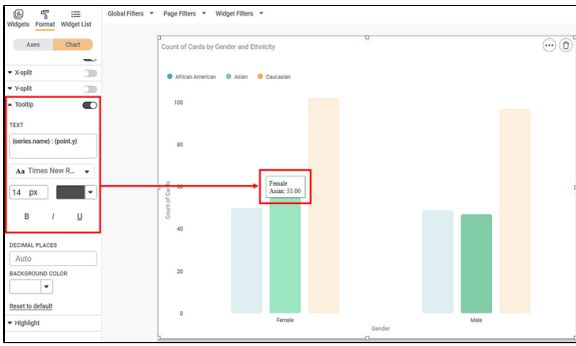 Widgets Format Widget List
Global Filters Page Filters Widget Filters
Axes Chart
X-split
Y-split
Tooltip
TEXT
{series.name} : {point.y}
Aa Times New R...
14 px
B I U
DECIMAL PLACES
Auto
BACKGROUND COLOR
Reset to default
Highlight
Count of Cards by Gender and Ethnicity
African American Asian Caucasian
100
80
60
40
20
0
Count of Cards
Female
Asian: 55.00
Female Male
Gender